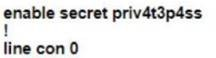 enable secret priv4t3p4ss
!
line con 0